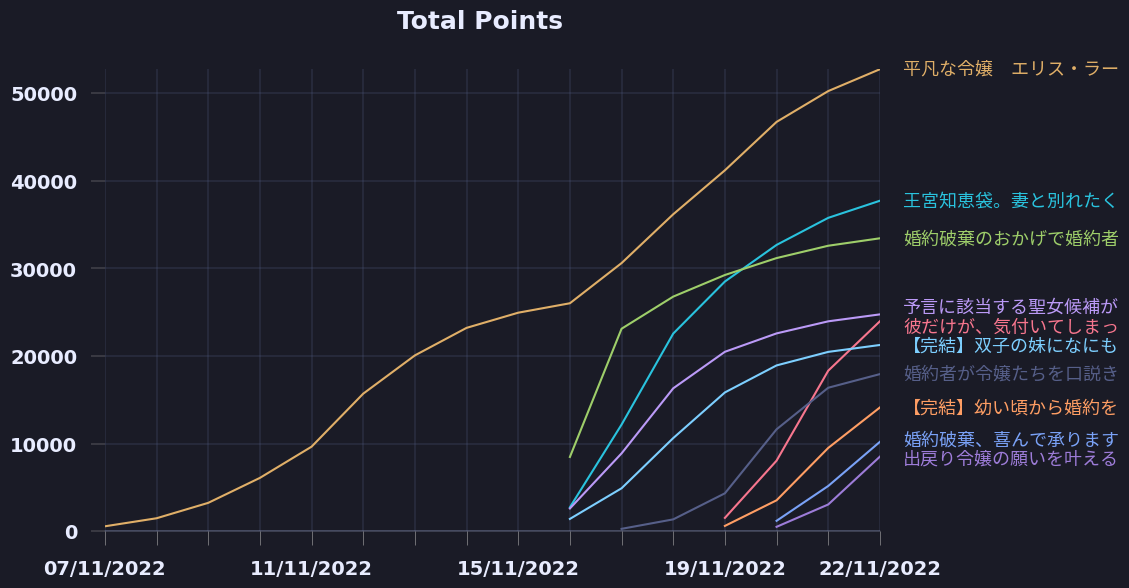 Total Points
50000
40000
30000
20000
10000
0
07/11/2022
11/11/2022
15/11/2022
19/11/2022
22/11/2022
平凡な令嬢　エリス・ラー
王宮知恵袋。妻と別れたく
婚約破棄のおかげで婚約者
予言に該当する聖女候補が
彼だけが、気付いてしまっ
【完結】双子の妹になにも
婚約者が令嬢たちを口説き
【完結】幼い頃から婚約を
婚約破棄、喜んで承ります
出戻り令嬢の願いを叶える